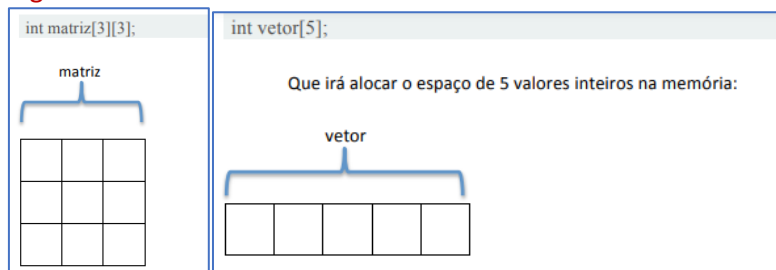 int matriz[3][3];
matriz
int vetor[5];
Que irá alocar o espaço de 5 valores inteiros na memória:
vetor